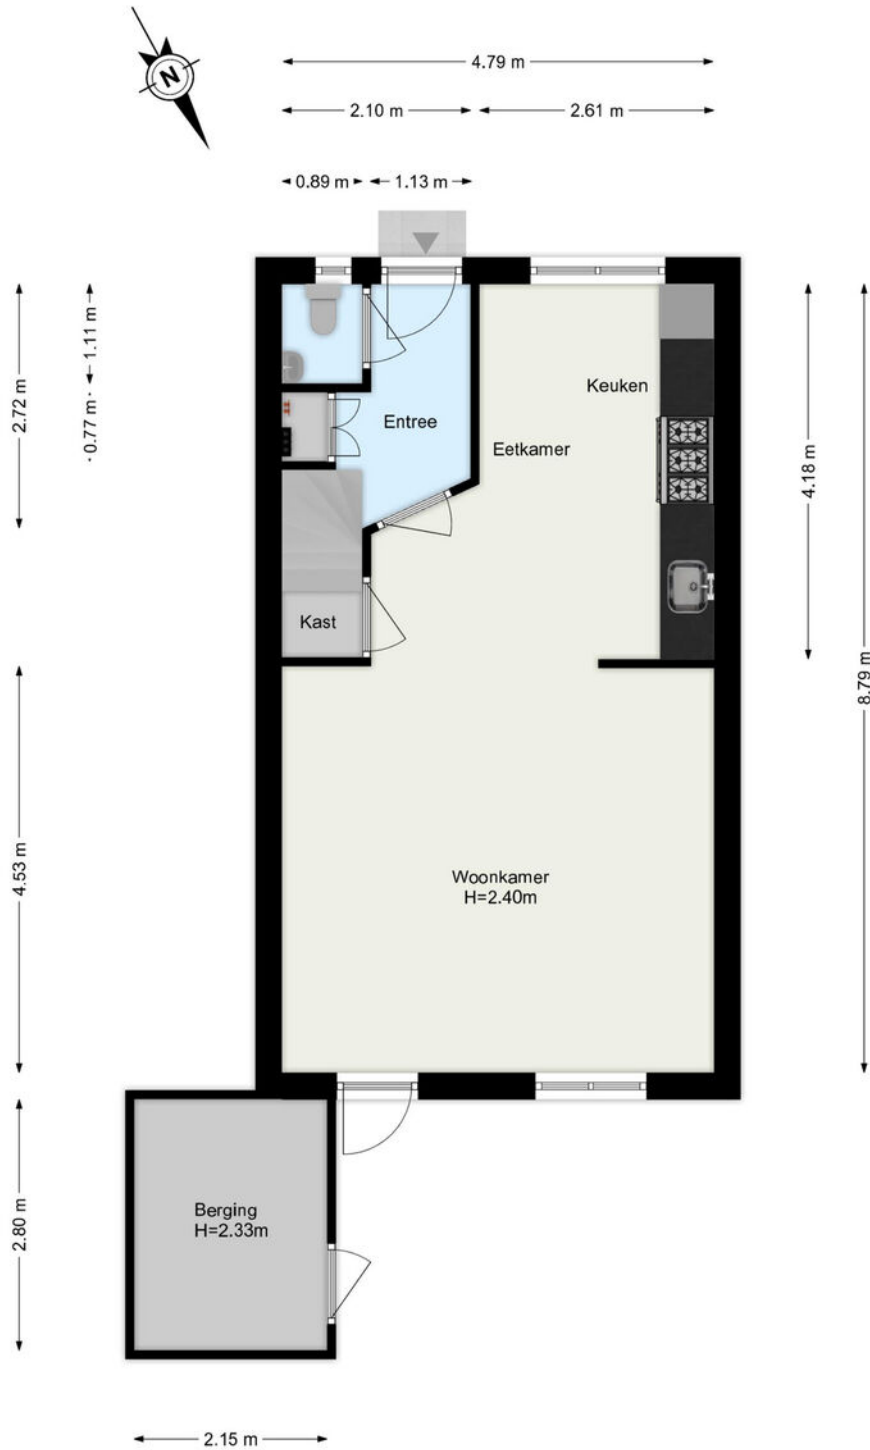 N
4.79 m
2.10 m
2.61 m
0.89 m
1.13 m
1.11 m
0.77 m
2.72 m
Keuken
Entree
Eetkamer
4.18 m
Kast
8.79 m
4.53 m
Woonkamer
H=2.40m
Berging
H=2.33m
2.80 m
2.15 m